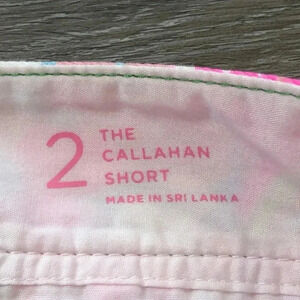 2
THE
CALLAHAN
SHORT
MADE IN SRI LANKA